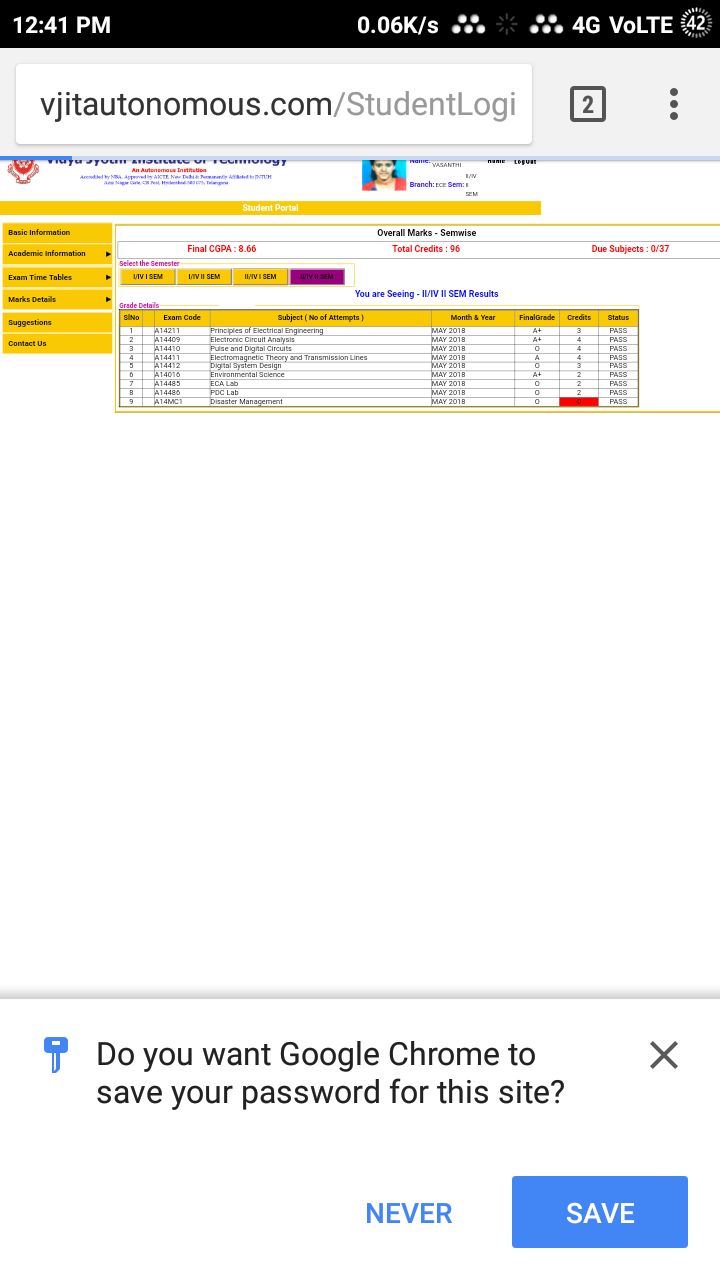 12:41 PM 0.06K/s 4G VoLTE 42
vjitautonomous.com/StudentLogi
2
Institute of Technology
An Autonomous Institution
Accredited by NBA, Approved by AICTE, New Delhi & Permanently Affiliated to JNTUH
Aziz Nagar Gate, CB Post, Hyderabad-500 075, Telangana
Name: VASANTHI
Home Logout
Branch: ECE Sem: II/IV II SEM
Student Portal
Basic Information
Academic Information
Exam Time Tables
Marks Details
Suggestions
Contact Us
Overall Marks - Semwise
Final CGPA : 8.66 Total Credits : 96 Due Subjects : 0/37
Select the Semester
I/IV I SEM I/IV II SEM II/IV I SEM II/IV II SEM
You are Seeing - II/IV II SEM Results
Grade Details
SlNo Exam Code Subject ( No of Attempts ) Month & Year FinalGrade Credits Status
1 A14211 Principles of Electrical Engineering MAY 2018 A+ 3 PASS
2 A14409 Electronic Circuit Analysis MAY 2018 A+ 4 PASS
3 A14410 Pulse and Digital Circuits MAY 2018 O 4 PASS
4 A14411 Electromagnetic Theory and Transmission Lines MAY 2018 A 4 PASS
5 A14412 Digital System Design MAY 2018 O 3 PASS
6 A14016 Environmental Science MAY 2018 A+ 2 PASS
7 A14485 ECA Lab MAY 2018 O 2 PASS
8 A14486 PDC Lab MAY 2018 O 2 PASS
9 A14MC1 Disaster Management MAY 2018 O 0 PASS
Do you want Google Chrome to
save your password for this site?
NEVER SAVE